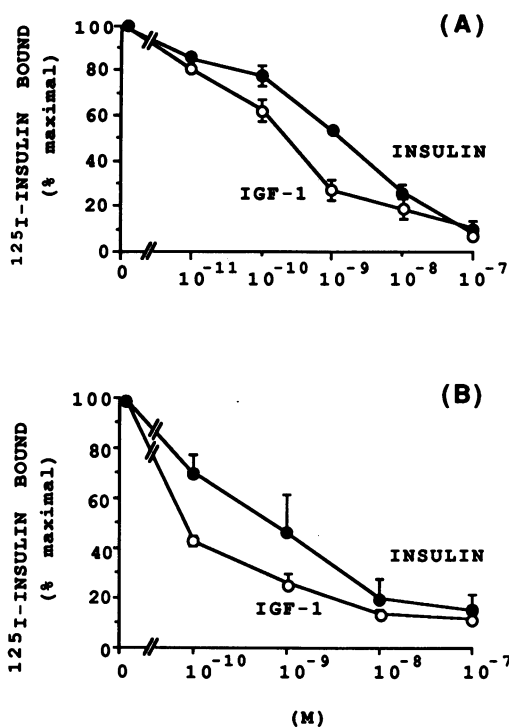 (A)
125I-INSULIN BOUND
(% maximal)
100
80
60
40
20
0
INSULIN
IGF-1
0 10-11 10-10 10-9 10-8 10-7
(B)
125I-INSULIN BOUND
(% maximal)
100
80
60
40
20
0
INSULIN
IGF-1
0 10-10 10-9 10-8 10-7
(M)